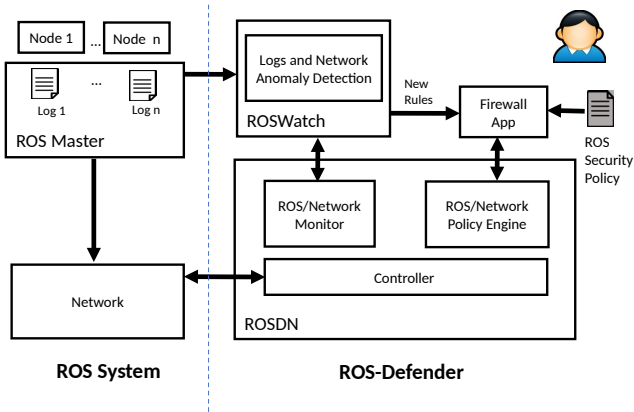 Node 1
...
Node n
Log 1
...
Log n
ROS Master
Network
ROS System
Logs and Network
Anomaly Detection
ROSWatch
New
Rules
Firewall
App
ROS
Security
Policy
ROS/Network
Monitor
ROS/Network
Policy Engine
Controller
ROSDN
ROS-Defender